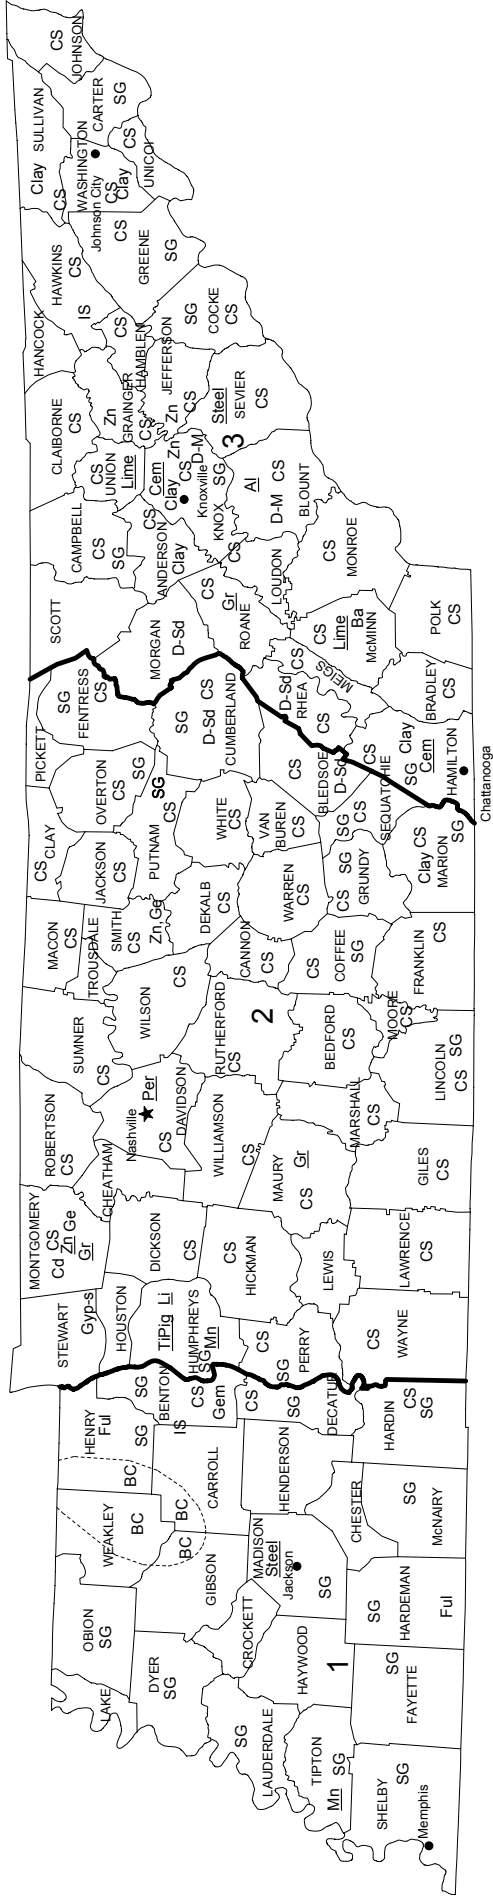 CS
JOHNSON
SULLIVAN
Clay
CS
CARTER
SG
WASHINGTON
Johnson City
CS
Clay
CS
UNICOI
HANCOCK
HAWKINS
CS
IS
CS
GREENE
SG
CLAIBORNE
CS
Zn
GRAINGER
CS
HAMBLEN
CS
JEFFERSON
Zn
CS
SG
COCKE
CS
Steel
SEVIER
CS
CS
UNION
Lime
Cem
Clay
CS
Zn
D-M
Knoxville
KNOX
SG
3
CAMPBELL
CS
SG
CS
ANDERSON
Clay
Al
D-M
CS
BLOUNT
SCOTT
MORGAN
D-Sd
CS
Gr
ROANE
CS
LOUDON
CS
MONROE
CS
Lime
Ba
McMINN
MEIGS
CS
POLK
CS
BRADLEY
CS
D-Sd
RHEA
CS
PICKETT
SG
FENTRESS
CS
SG
D-Sd
CS
CUMBERLAND
CS
BLEDSOE
D-Sd
CS
SEQUATCHIE
SG
Clay
Cem
HAMILTON
Chattanooga
CS
CLAY
OVERTON
CS
SG
SG
PUTNAM
CS
WHITE
CS
VAN
BUREN
CS
SG
CS
CS
SG
GRUNDY
Clay
CS
MARION
SG
JACKSON
CS
MACON
CS
TROUSDALE
SMITH
CS
Zn,Ge
DEKALB
CS
WARREN
CS
CANNON
CS
CS
COFFEE
SG
FRANKLIN
CS
SUMNER
CS
WILSON
CS
RUTHERFORD
CS
2
BEDFORD
CS
MOORE
CS
LINCOLN
CS
SG
ROBERTSON
CS
CHEATHAM
Nashville
Per
CS
DAVIDSON
WILLIAMSON
CS
MARSHALL
CS
MAURY
CS
Gr
GILES
CS
MONTGOMERY
Cd
CS
Zn
Ge
Gr
DICKSON
CS
CS
HICKMAN
LEWIS
LAWRENCE
CS
STEWART
Gyp-s
HOUSTON
TiPig
Li
HUMPHREYS
SG
Mn
CS
SG
PERRY
CS
WAYNE
HENRY
Ful
SG
SG
BENTON
IS
CS
Gem
CS
SG
DECATUR
HARDIN
CS
SG
BC
WEAKLEY
BC
BC
BC
CARROLL
HENDERSON
CHESTER
SG
McNAIRY
GIBSON
MADISON
Steel
Jackson
SG
SG
HARDEMAN
Ful
OBION
SG
CROCKETT
HAYWOOD
1
SG
FAYETTE
LAKE
DYER
SG
SG
LAUDERDALE
TIPTON
Mn
SG
SHELBY
SG
Memphis